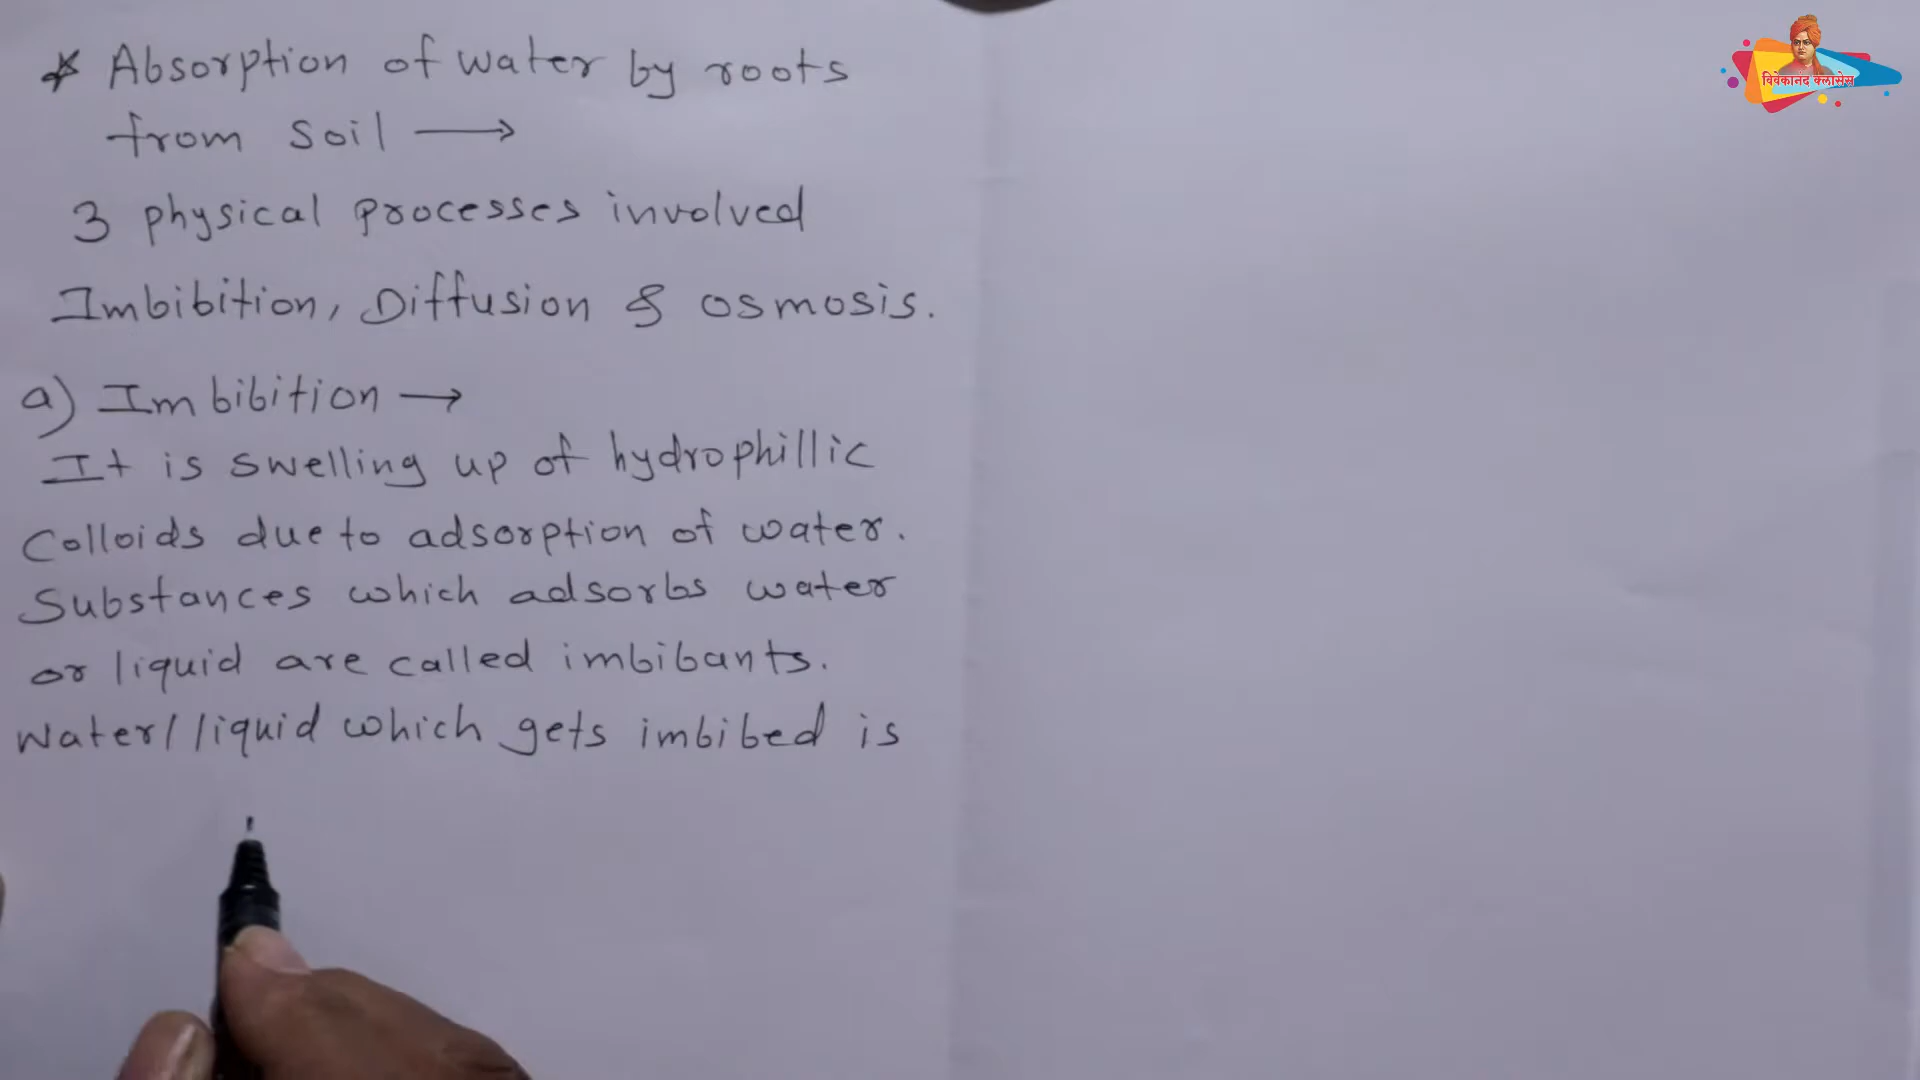 * Absorption of water by roots
from soil →
3 physical processes involved
Imbibition, Diffusion & osmosis.
a) Imbibition →
It is swelling up of hydrophillic
Colloids due to adsorption of water.
Substances which adsorbs water
or liquid are called imbibants.
Water/liquid which gets imbibed is
विवेकानंद क्लासेस